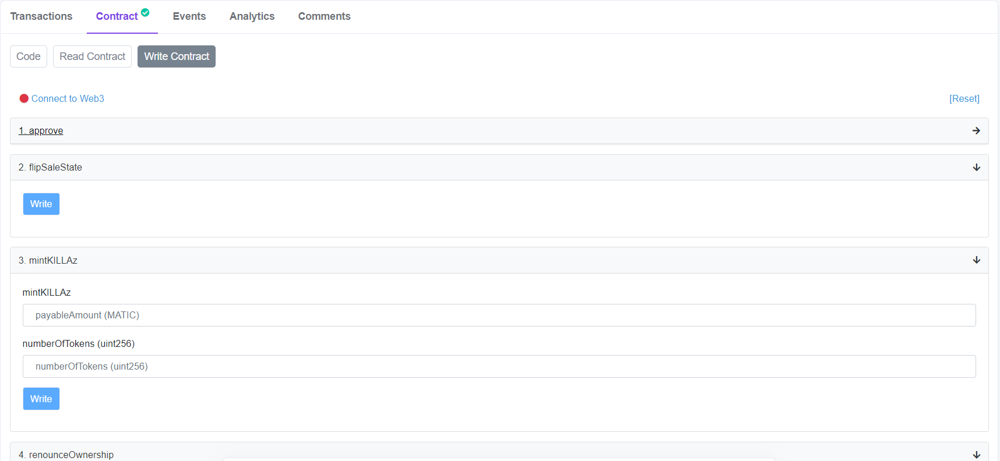 Transactions Contract Events Analytics Comments
Code Read Contract Write Contract
Connect to Web3 [Reset]
1. approve
2. flipSaleState
Write
3. mintKILLAz
mintKILLAz
payableAmount (MATIC)
numberOfTokens (uint256)
numberOfTokens (uint256)
Write
4. renounceOwnership